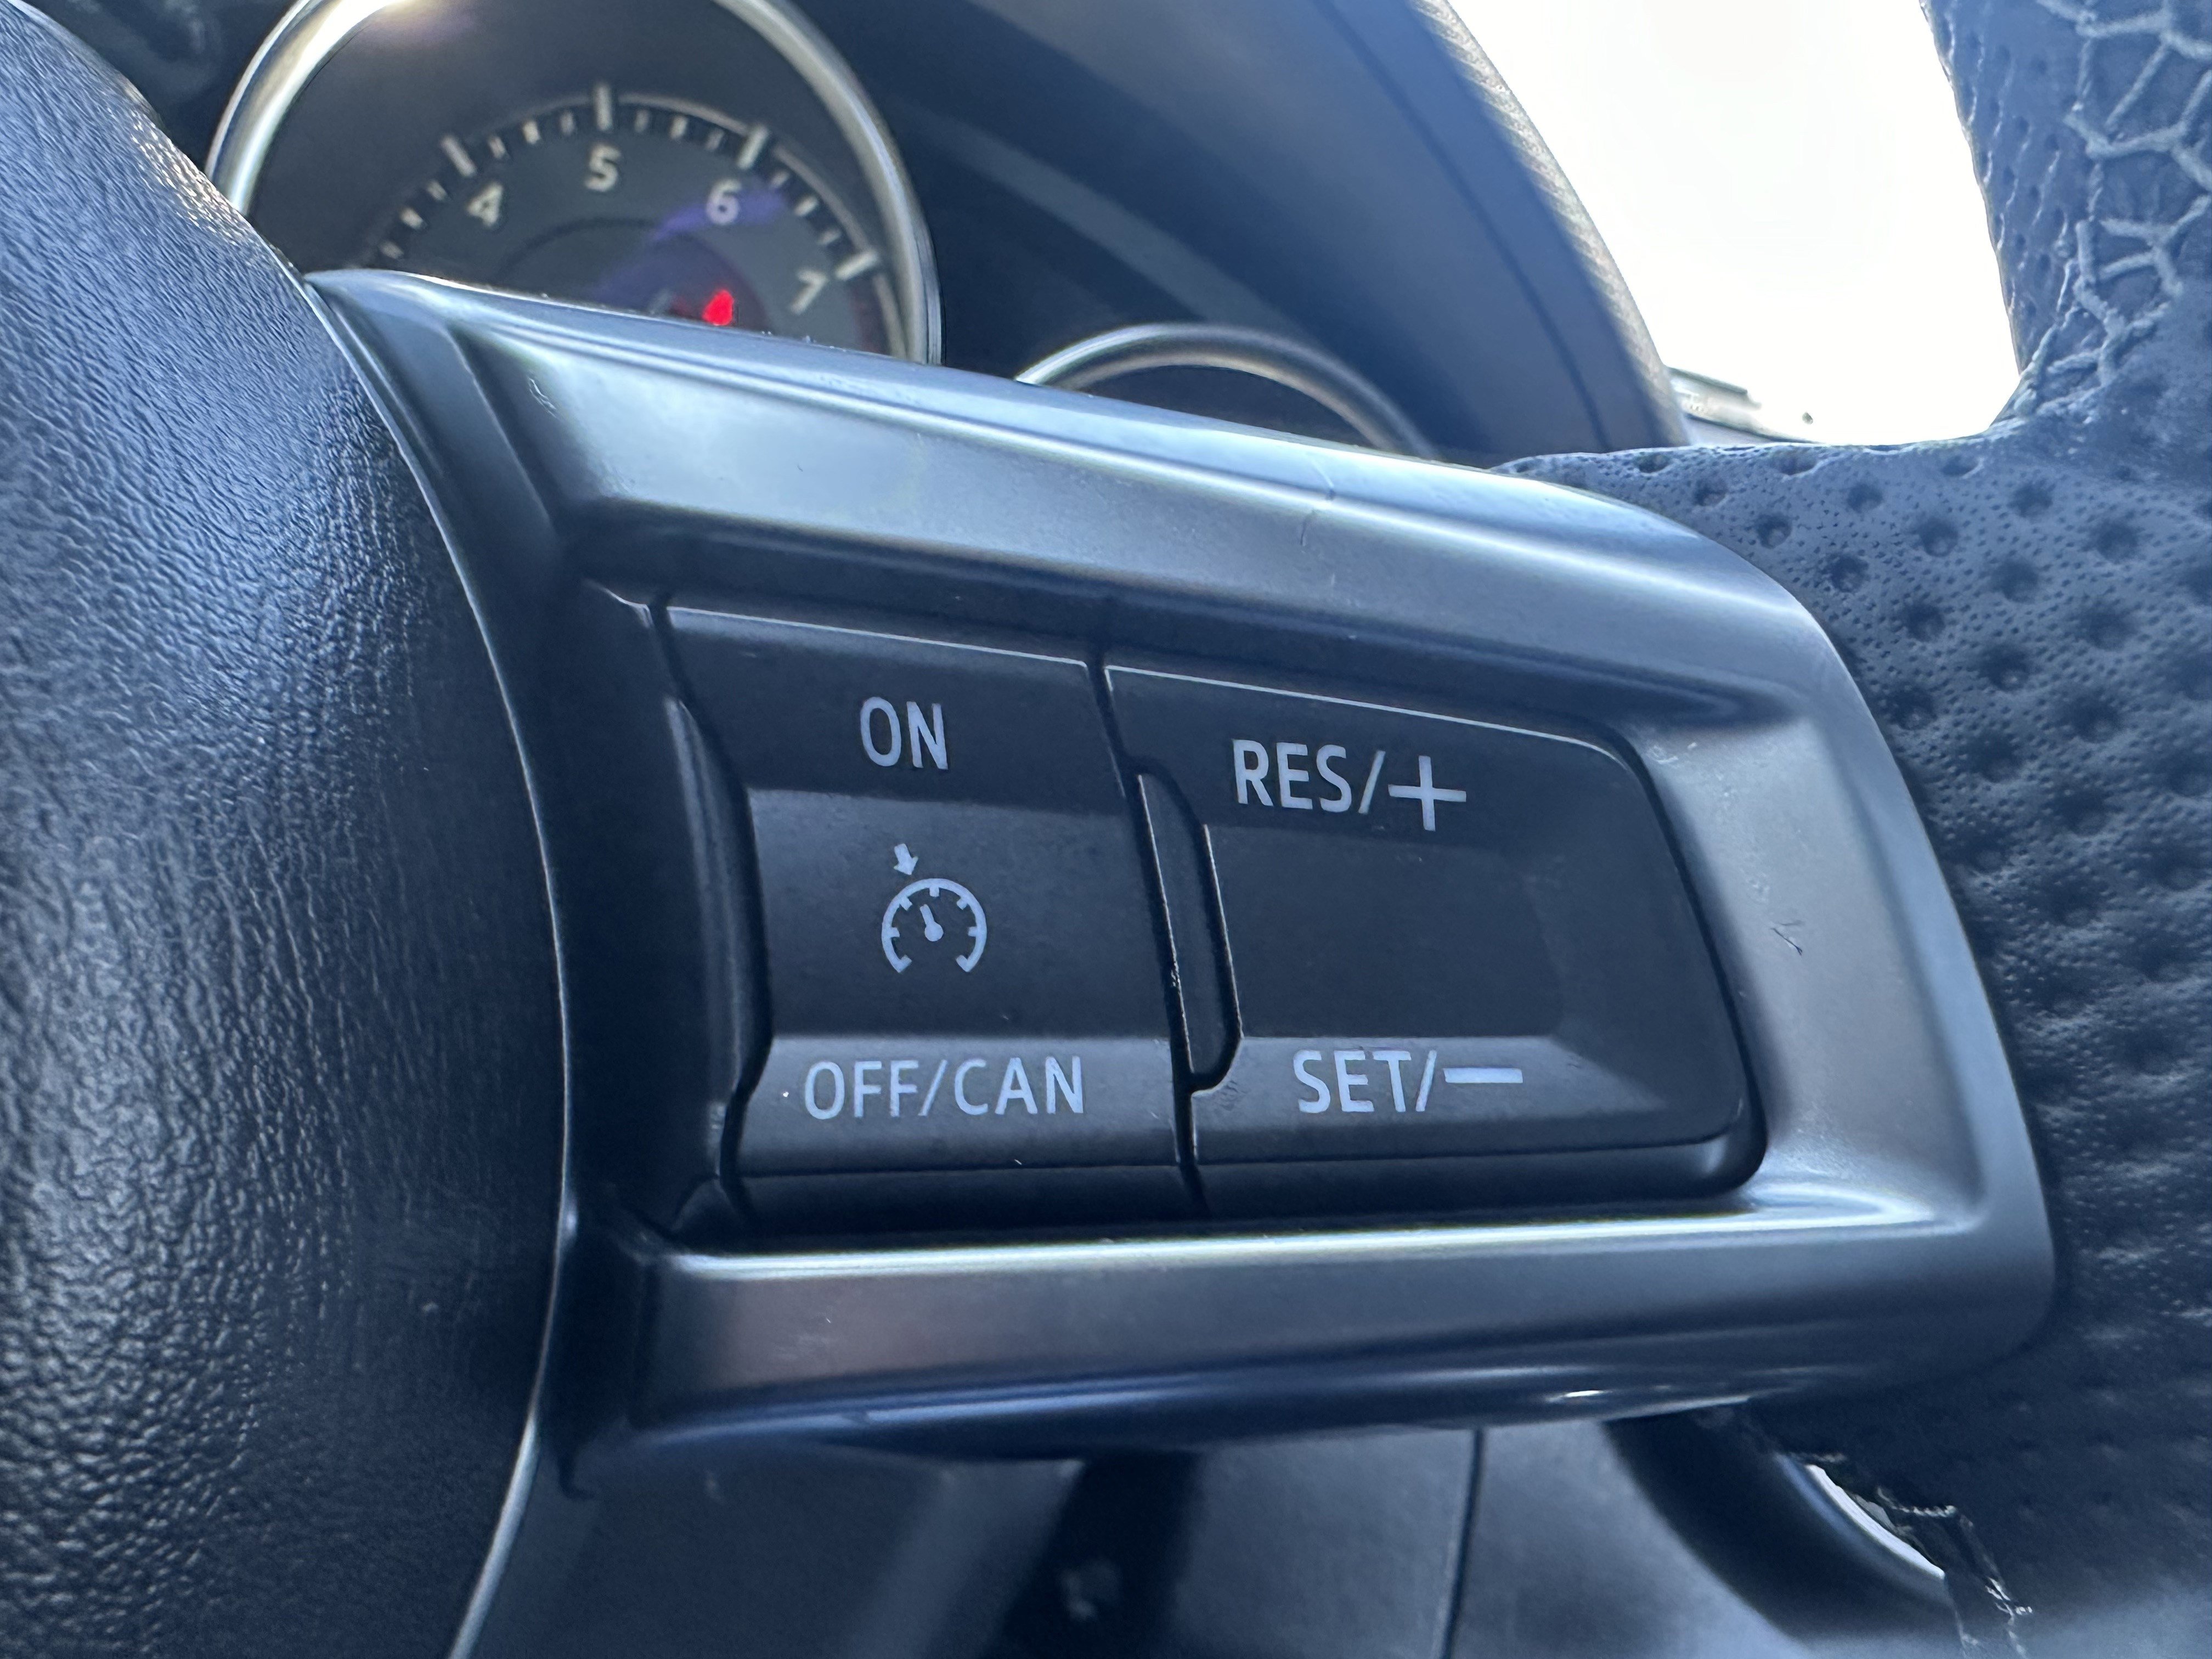 4 5 6 7
ON
RES/+
OFF/CAN
SET/−